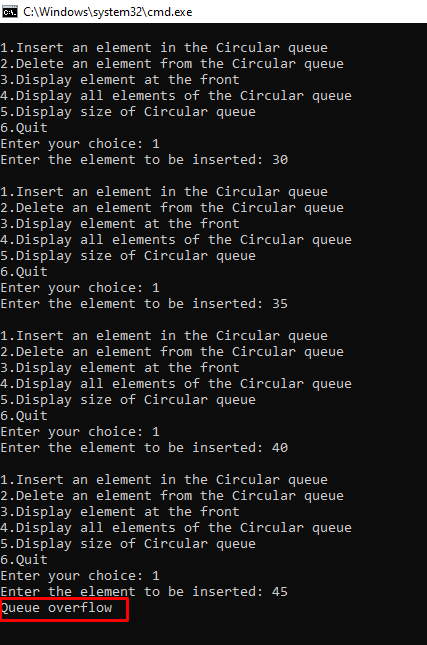 C:\Windows\system32\cmd.exe
1.Insert an element in the Circular queue
2.Delete an element from the Circular queue
3.Display element at the front
4.Display all elements of the Circular queue
5.Display size of Circular queue
6.Quit
Enter your choice: 1
Enter the element to be inserted: 30
1.Insert an element in the Circular queue
2.Delete an element from the Circular queue
3.Display element at the front
4.Display all elements of the Circular queue
5.Display size of Circular queue
6.Quit
Enter your choice: 1
Enter the element to be inserted: 35
1.Insert an element in the Circular queue
2.Delete an element from the Circular queue
3.Display element at the front
4.Display all elements of the Circular queue
5.Display size of Circular queue
6.Quit
Enter your choice: 1
Enter the element to be inserted: 40
1.Insert an element in the Circular queue
2.Delete an element from the Circular queue
3.Display element at the front
4.Display all elements of the Circular queue
5.Display size of Circular queue
6.Quit
Enter your choice: 1
Enter the element to be inserted: 45
Queue overflow